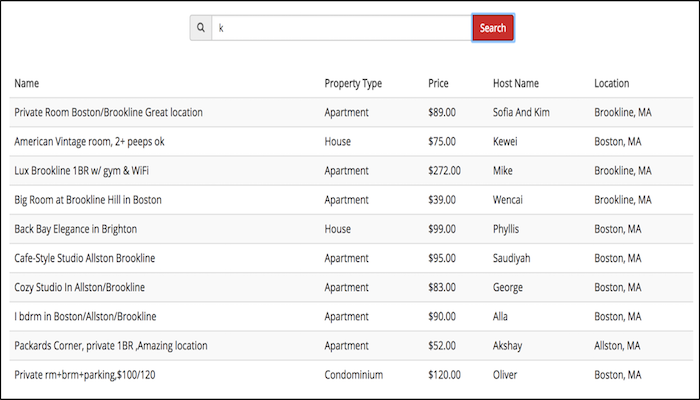 k Search
Name Property Type Price Host Name Location
Private Room Boston/Brookline Great location Apartment $89.00 Sofia And Kim Brookline, MA
American Vintage room, 2+ peeps ok House $75.00 Kewei Boston, MA
Lux Brookline 1BR w/ gym & WiFi Apartment $272.00 Mike Brookline, MA
Big Room at Brookline Hill in Boston Apartment $39.00 Wencai Brookline, MA
Back Bay Elegance in Brighton House $99.00 Phyllis Boston, MA
Cafe-Style Studio Allston Brookline Apartment $95.00 Saudiyah Boston, MA
Cozy Studio In Allston/Brookline Apartment $83.00 George Boston, MA
I bdrm in Boston/Allston/Brookline Apartment $90.00 Alla Boston, MA
Packards Corner, private 1BR ,Amazing location Apartment $52.00 Akshay Allston, MA
Private rm+brm+parking,$100/120 Condominium $120.00 Oliver Boston, MA